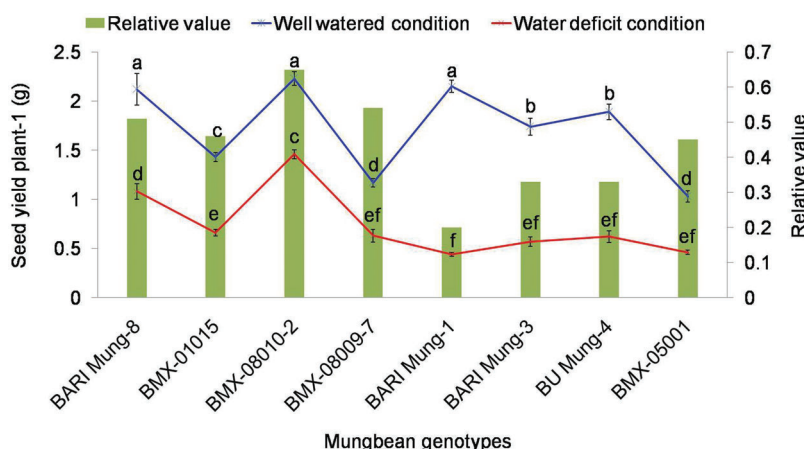 Relative value Well watered condition Water deficit condition
2.5
2
1.5
1
0.5
0
Seed yield plant-1 (g)
a
c
a
d
a
b
b
d
d
e
c
ef
f
ef
ef
ef
0.7
0.6
0.5
0.4
0.3
0.2
0.1
0
Relative value
BARI Mung-8
BMX-01015
BMX-08010-2
BMX-08009-7
BARI Mung-1
BARI Mung-3
BU Mung-4
BMX-05001
Mungbean genotypes